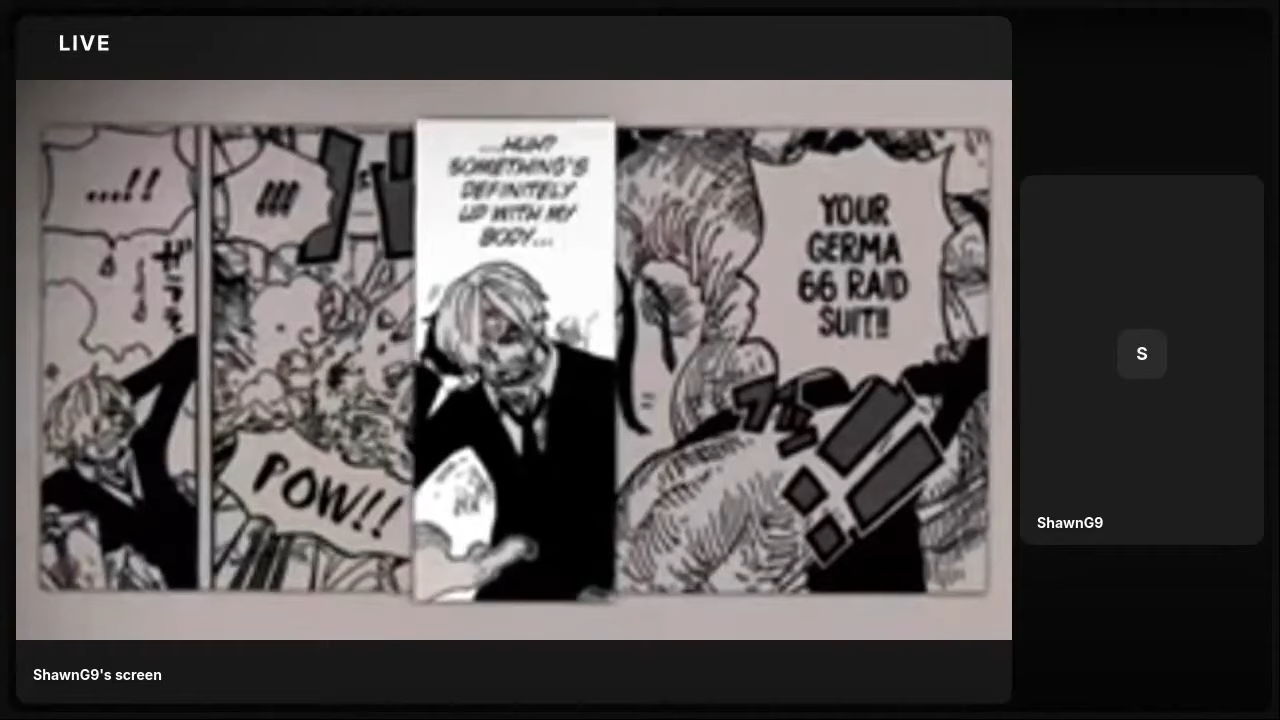 LIVE
...!!
!!!
POW!!
...HUH?
SOMETHING'S
DEFINITELY
UP WITH MY
BODY...
YOUR
GERMA
66 RAID
SUIT!!
S
ShawnG9
ShawnG9's screen